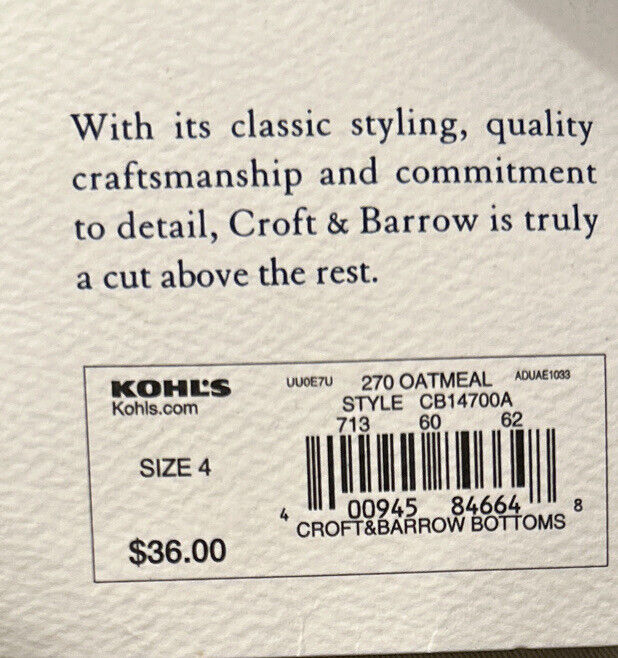 With its classic styling, quality
craftsmanship and commitment
to detail, Croft & Barrow is truly
a cut above the rest.
KOHL'S
Kohls.com
UU0E7U 270 OATMEAL ADUAE1033
STYLE CB14700A
713 60 62
SIZE 4
4 00945 84664 8
CROFT&BARROW BOTTOMS
$36.00